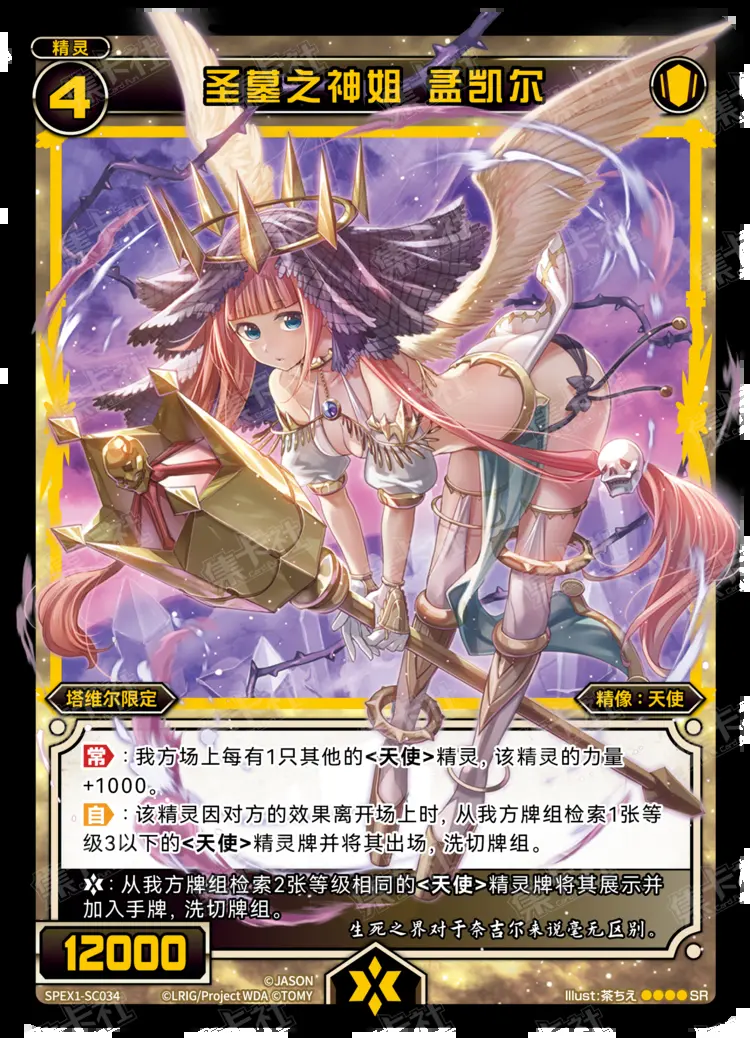 精灵
4
圣墓之神姐 孟凯尔
塔维尔限定
精像：天使
常：我方场上每有1只其他的<天使>精灵, 该精灵的力量
+1000。
自：该精灵因对方的效果离开场上时, 从我方牌组检索1张等
级3以下的<天使>精灵牌并将其出场, 洗切牌组。
：从我方牌组检索2张等级相同的<天使>精灵牌将其展示并
加入手牌, 洗切牌组。
生死之界对于奈吉尔来说毫无区别。
12000
©JASON
SPEX1-SC034
©LRIG/Project WDA ©TOMY
Illust:茶ちえ
SR
集卡社